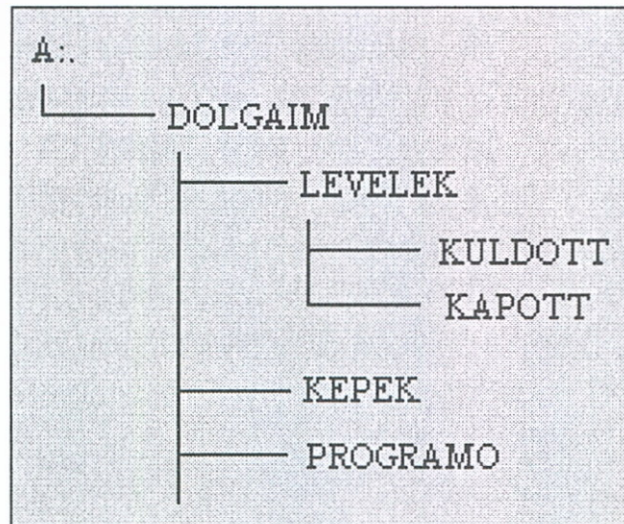 A:.
DOLGAIM
LEVELEK
KULDOTT
KAPOTT
KEPEK
PROGRAMO